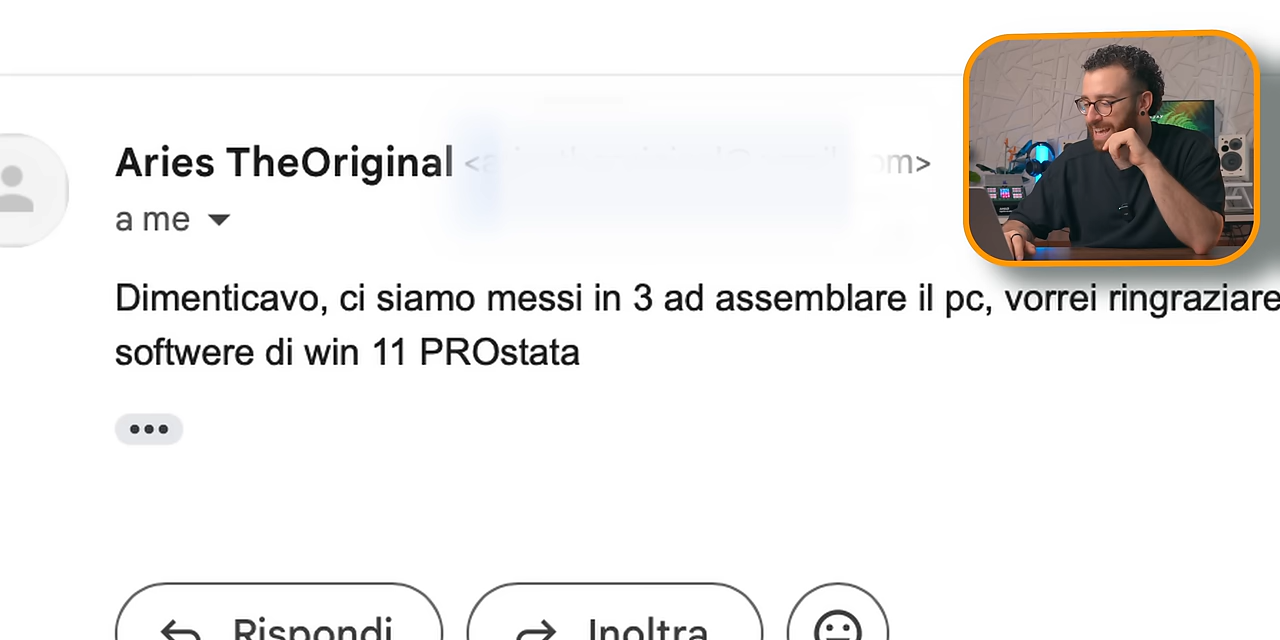 Aries TheOriginal
a me
Dimenticavo, ci siamo messi in 3 ad assemblare il pc, vorrei ringraziare
softwere di win 11 PROstata
Rispondi
Inoltra